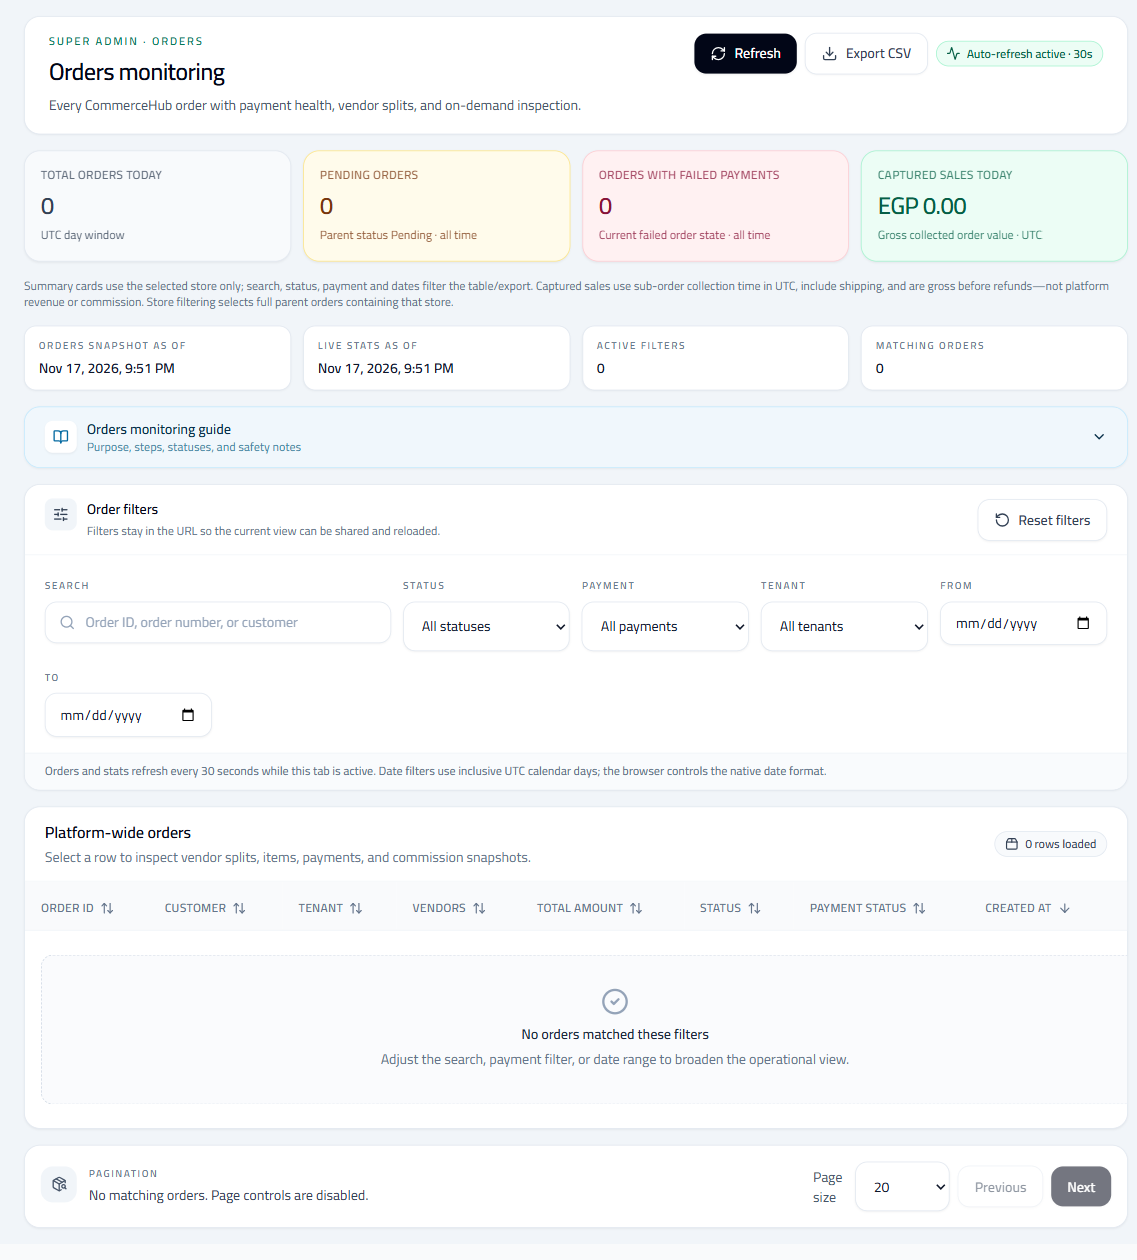 SUPER ADMIN · ORDERS
Orders monitoring
Every CommerceHub order with payment health, vendor splits, and on-demand inspection.
Refresh
Export CSV
Auto-refresh active · 30s
TOTAL ORDERS TODAY
0
UTC day window
PENDING ORDERS
0
Parent status Pending · all time
ORDERS WITH FAILED PAYMENTS
0
Current failed order state · all time
CAPTURED SALES TODAY
EGP 0.00
Gross collected order value · UTC
Summary cards use the selected store only; search, status, payment and dates filter the table/export. Captured sales use sub-order collection time in UTC, include shipping, and are gross before refunds—not platform
revenue or commission. Store filtering selects full parent orders containing that store.
ORDERS SNAPSHOT AS OF
Nov 17, 2026, 9:51 PM
LIVE STATS AS OF
Nov 17, 2026, 9:51 PM
ACTIVE FILTERS
0
MATCHING ORDERS
0
Orders monitoring guide
Purpose, steps, statuses, and safety notes
Order filters
Filters stay in the URL so the current view can be shared and reloaded.
Reset filters
SEARCH
Order ID, order number, or customer
STATUS
All statuses
PAYMENT
All payments
TENANT
All tenants
FROM
mm/dd/yyyy
TO
mm/dd/yyyy
Orders and stats refresh every 30 seconds while this tab is active. Date filters use inclusive UTC calendar days; the browser controls the native date format.
Platform-wide orders
Select a row to inspect vendor splits, items, payments, and commission snapshots.
0 rows loaded
ORDER ID
CUSTOMER
TENANT
VENDORS
TOTAL AMOUNT
STATUS
PAYMENT STATUS
CREATED AT
No orders matched these filters
Adjust the search, payment filter, or date range to broaden the operational view.
PAGINATION
No matching orders. Page controls are disabled.
Page
size
20
Previous
Next